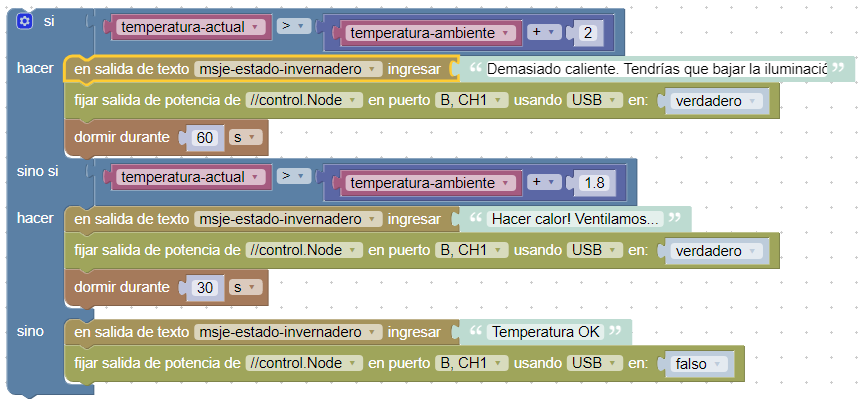 si temperatura-actual > temperatura-ambiente + 2
hacer en salida de texto msje-estado-invernadero ingresar “ Demasiado caliente. Tendrías que bajar la iluminació ”
fijar salida de potencia de //control.Node en puerto B, CH1 usando USB en: verdadero
dormir durante 60 s
sino si temperatura-actual > temperatura-ambiente + 1.8
hacer en salida de texto msje-estado-invernadero ingresar “ Hacer calor! Ventilamos... ”
fijar salida de potencia de //control.Node en puerto B, CH1 usando USB en: verdadero
dormir durante 30 s
sino en salida de texto msje-estado-invernadero ingresar “ Temperatura OK ”
fijar salida de potencia de //control.Node en puerto B, CH1 usando USB en: falso